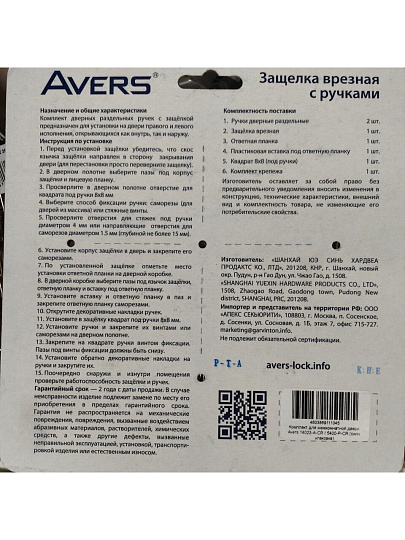 AVERS®
Защелка врезная
с ручками
Назначение и общие характеристики
Комплект дверных раздельных ручек с защёлкой
предназначен для установки на двери правого и левого
исполнения, открывающихся как внутрь, так и наружу.
Инструкция по установке
1. Перед установкой защёлки убедитесь, что скос
язычка защёлки направлен в сторону закрывания
двери (для перестановки просто проверните защелку).
2. В дверном полотне выберите пазы под корпус
защёлки и лицевую планку.
3. Просверлите в дверном полотне отверстие для
квадрата под ручки 8х8 мм
4. Выберите способ фиксации ручки: саморезы (для
дверей из массива) или стяжные винты.
5. Просверлите отверстия для стяжек под ручки
диаметром 4 мм или направляющие отверстия для
саморезов диаметром 1.5 мм (глубиной не более 15 мм).
6. Установите корпус защёлки в дверь и закрепите его
саморезами.
7. По установленной защёлке отметьте место
установки ответной планки на дверной коробке.
8. В дверной коробке выберите пазы под язычок защёлки,
ответную планку и вставку под ответную планку.
9. Установите вставку и ответную планку в паз и
закрепите ответную планку саморезами.
10. Открутите декоративные накладки ручек.
11. Установите в защелку квадрат под ручки 8х8 мм.
12. Установите ручки и закрепите их винтами или
саморезами на дверном полотне.
13. Закрепите на квадрате ручки винтом фиксации.
Пазы под винты фиксации должны быть снизу.
14. Установите обратно декоративные накладки на
ручки и закрутите их.
15. Поочередно снаружи и изнутри помещения
проверьте работоспособность защёлки и ручек.
Гарантийный срок — 2 года с даты продажи. В случае
неисправности изделие подлежит замене по месту его
приобретения в пределах гарантийного срока.
Гарантия не распространяется на механические
повреждения, повреждения, вызванные воздействием
абразивных материалов, растворителей, химических
средств, а также другие дефекты, вызванные
неправильной эксплуатацией, установкой, транспорти-
ровкой изделия или естественным износом.
Комплектность поставки
1. Ручки дверные раздельные 2 шт.
2. Защёлка врезная 1 шт.
3. Ответная планка 1 шт.
4. Пластиковая вставка под ответную планку 1 шт.
5. Квадрат 8х8 (под ручки) 1 шт.
6. Комплект крепежа 1 шт.
Изготовитель оставляет за собой право без
предварительного уведомления вносить изменения в
конструкцию, технические характеристики, внешний
вид и комплектность товара, не изменяющие его
потребительские свойства.
Изготовитель: «ШАНХАЙ ЮЭ СИНЬ ХАРДВЕА
ПРОДАКТС КО., ЛТД», 201208, КНР, г. Шанхай, новый
окр. Пудун, р-н Гао Дун, ул. Чжао Гао, 1508.
«SHANGHAI YUEXIN HARDWARE PRODUCTS CO., LTD»,
1508, Zhaogao Road, Gaodong town, Pudong New
district, SHANGHAI, PRC, 201208.
Импортер и представитель на территории РФ: ООО
«АПЕКС СЕКЬЮРИТИ», 108803, г. Москва, п. Сосенское,
с. Сосенки, ул. Сосновая, д. 1Б, стр. 2, 16 этаж, офис 715-727.
marketing@garvinton.info.
Не подлежит обязательной сертификации.
Р-Т-А
avers-lock.info
К:Н:Е
Комплект для межкомнатной двери